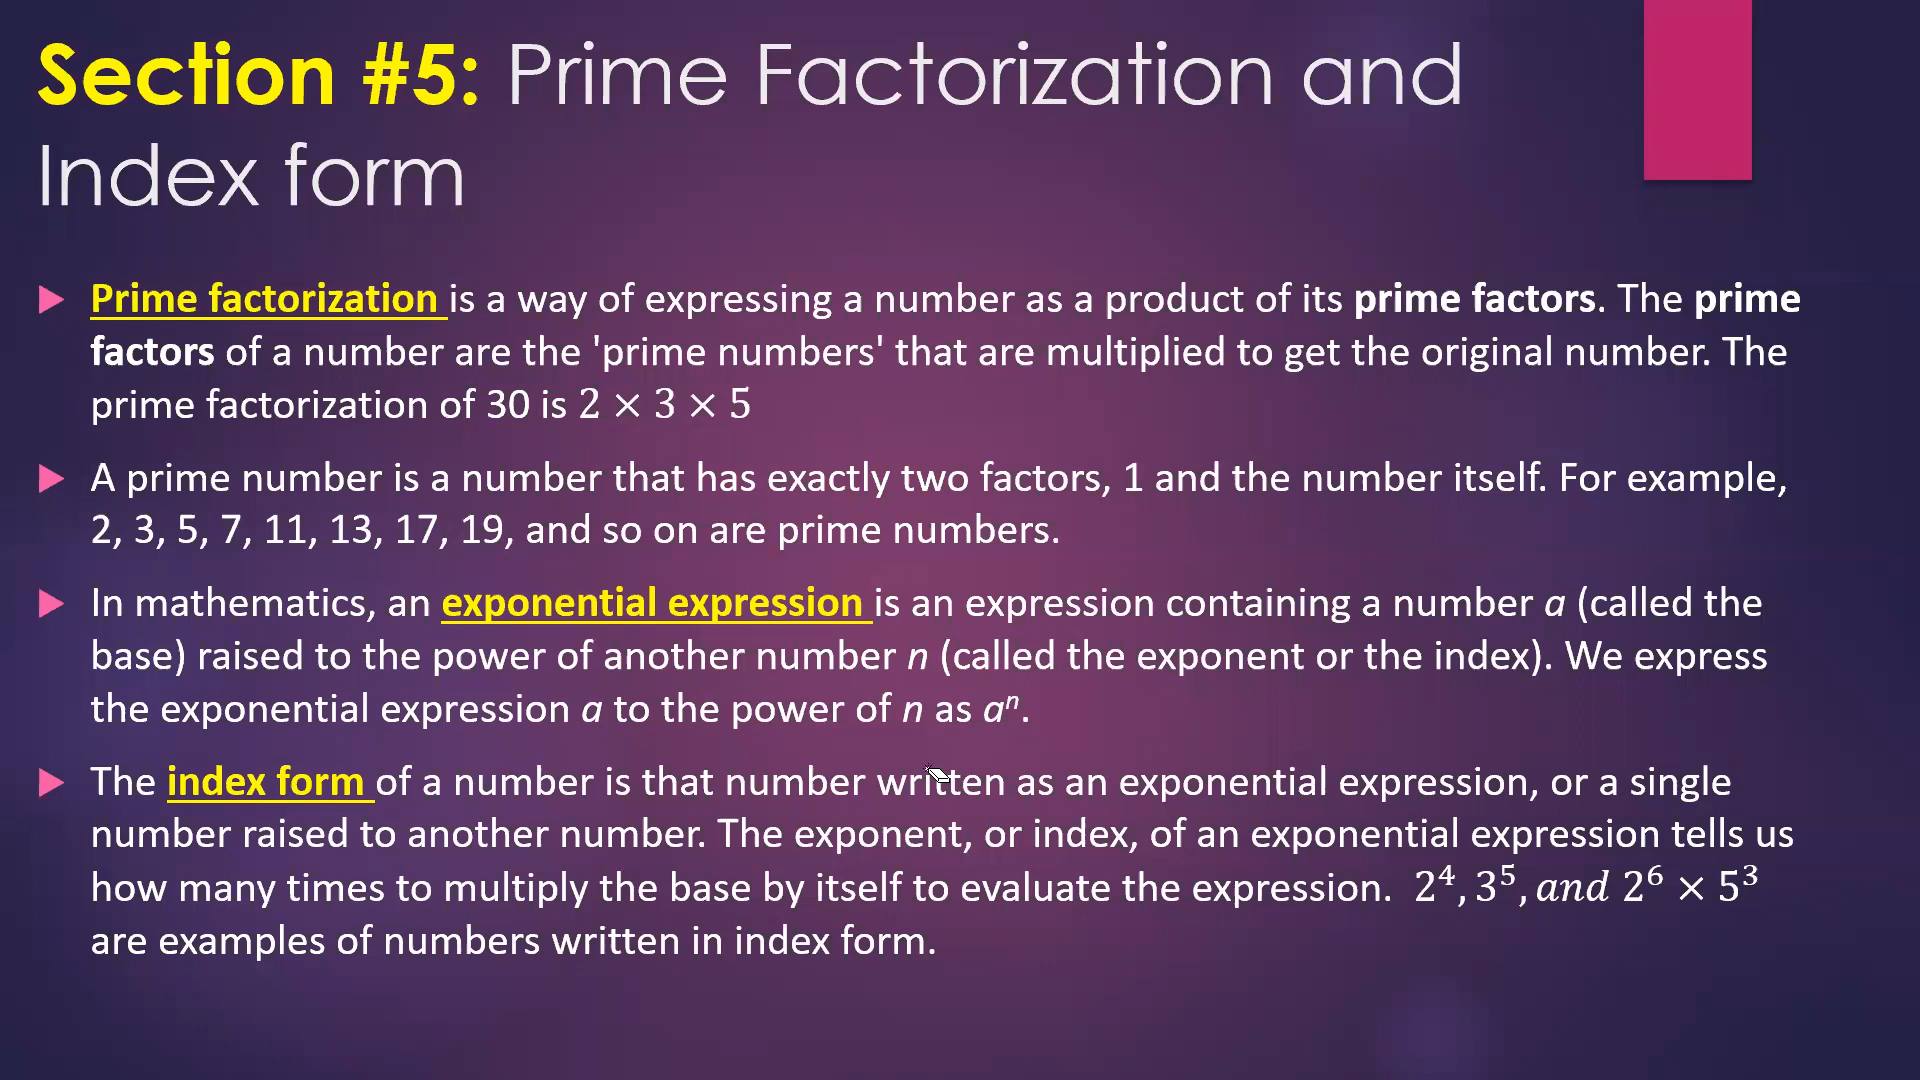 Section #5: Prime Factorization and
Index form
Prime factorization is a way of expressing a number as a product of its prime factors. The prime
factors of a number are the 'prime numbers' that are multiplied to get the original number. The
prime factorization of 30 is 2 × 3 × 5
A prime number is a number that has exactly two factors, 1 and the number itself. For example,
2, 3, 5, 7, 11, 13, 17, 19, and so on are prime numbers.
In mathematics, an exponential expression is an expression containing a number a (called the
base) raised to the power of another number n (called the exponent or the index). We express
the exponential expression a to the power of n as aⁿ.
The index form of a number is that number written as an exponential expression, or a single
number raised to another number. The exponent, or index, of an exponential expression tells us
how many times to multiply the base by itself to evaluate the expression. 2⁴, 3⁵, and 2⁶ × 5³
are examples of numbers written in index form.